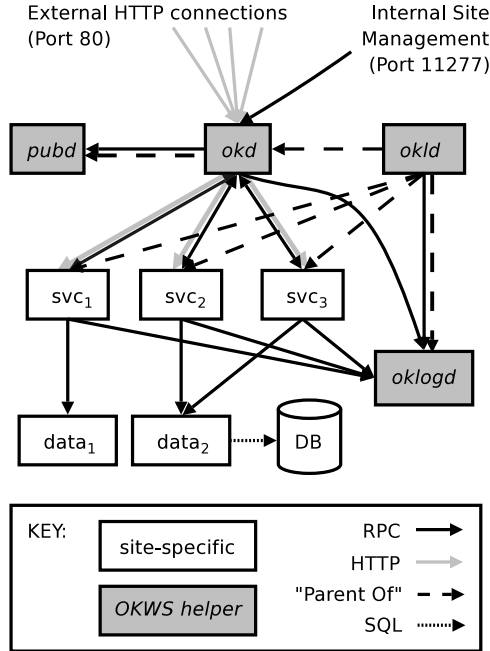 External HTTP connections
(Port 80)
Internal Site
Management
(Port 11277)
pubd
okd
okld
svc₁
svc₂
svc₃
oklogd
data₁
data₂
DB
KEY:
site-specific
OKWS helper
RPC
HTTP
"Parent Of"
SQL